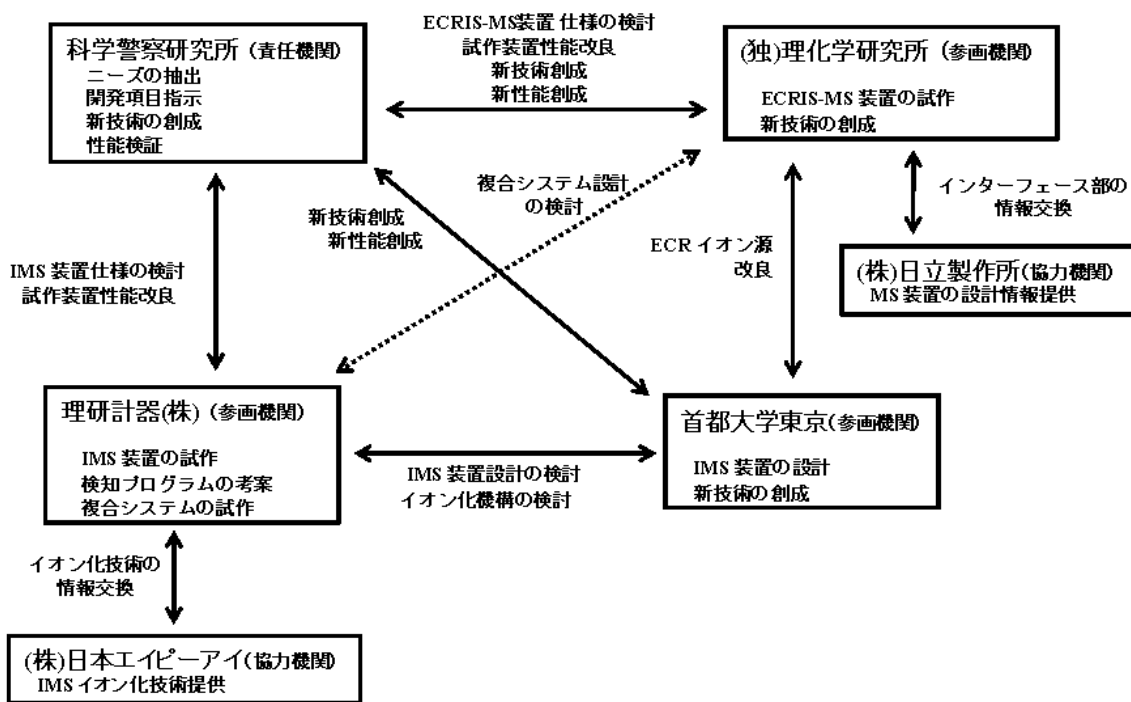 科学警察研究所 (責任機関)
ニーズの抽出
開発項目指示
新技術の創成
性能検証
ECRIS-MS装置 仕様の検討
試作装置性能改良
新技術創成
新性能創成
(独)理化学研究所 (参画機関)
ECRIS-MS 装置の試作
新技術の創成
複合システム設計
の検討
インターフェース部の
情報交換
新技術創成
新性能創成
ECR イオン源
改良
IMS 装置仕様の検討
試作装置性能改良
(株)日立製作所(協力機関)
MS 装置の設計情報提供
理研計器(株) (参画機関)
IMS 装置の試作
検知プログラムの考案
複合システムの試作
IMS 装置設計の検討
イオン化機構の検討
首都大学東京(参画機関)
IMS 装置の設計
新技術の創成
イオン化技術の
情報交換
(株)日本エイピーアイ(協力機関)
IMS イオン化技術提供